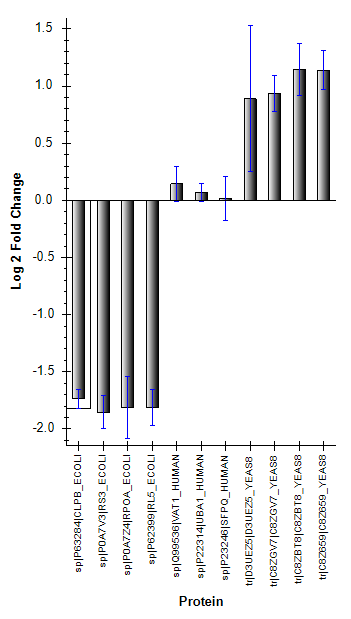 Log 2 Fold Change
1.5
1.0
0.5
0.0
-0.5
-1.0
-1.5
-2.0
sp|P63284|CLPB_ECOLI
sp|P0A7V3|RS3_ECOLI
sp|P0A7Z4|RPOA_ECOLI
sp|P62399|RL5_ECOLI
sp|Q99536|VAT1_HUMAN
sp|P22314|UBA1_HUMAN
sp|P23246|SFPQ_HUMAN
tr|D3UEZ5|D3UEZ5_YEAS8
tr|C8ZGV7|C8ZGV7_YEAS8
tr|C8ZBT8|C8ZBT8_YEAS8
tr|C8Z659|C8Z659_YEAS8
Protein